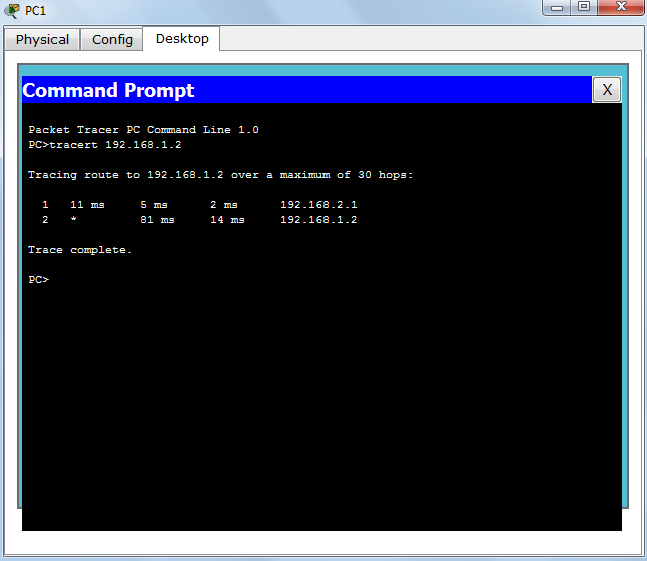 PC1
Physical Config Desktop
Command Prompt X
Packet Tracer PC Command Line 1.0
PC>tracert 192.168.1.2
Tracing route to 192.168.1.2 over a maximum of 30 hops:
1 11 ms 5 ms 2 ms 192.168.2.1
2 * 81 ms 14 ms 192.168.1.2
Trace complete.
PC>